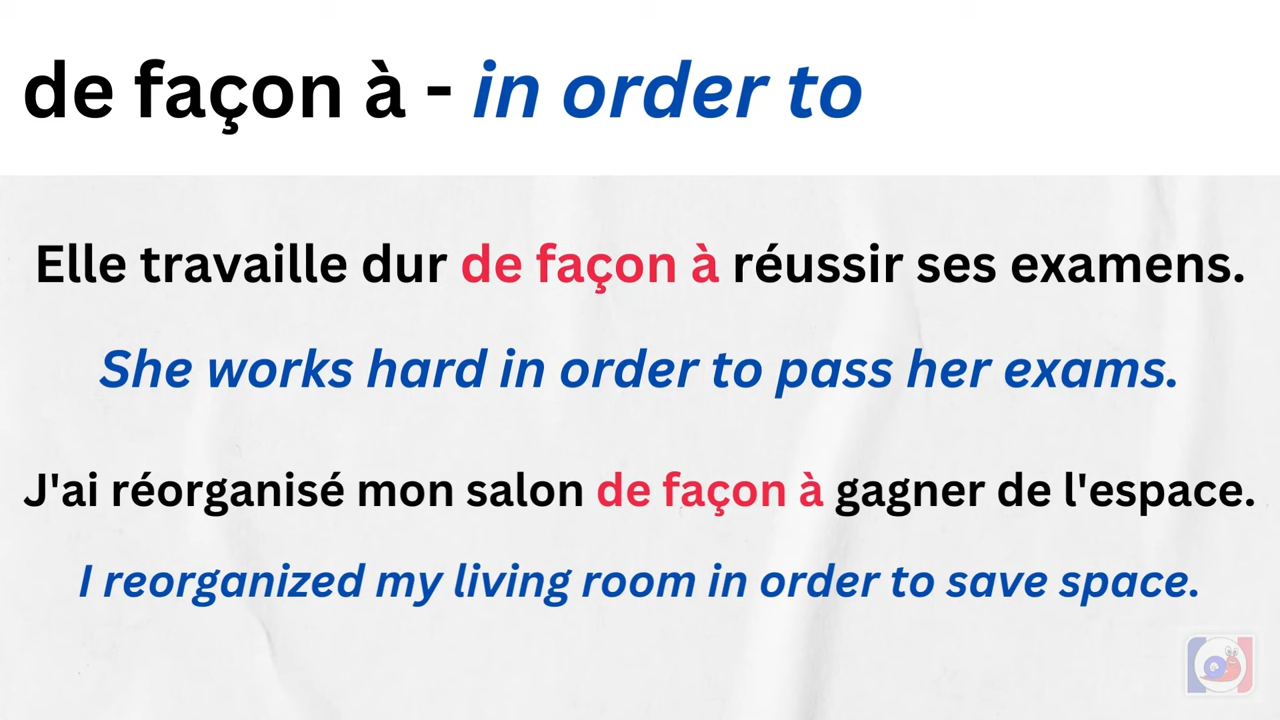 de façon à - in order to
Elle travaille dur de façon à réussir ses examens.
She works hard in order to pass her exams.
J'ai réorganisé mon salon de façon à gagner de l'espace.
I reorganized my living room in order to save space.